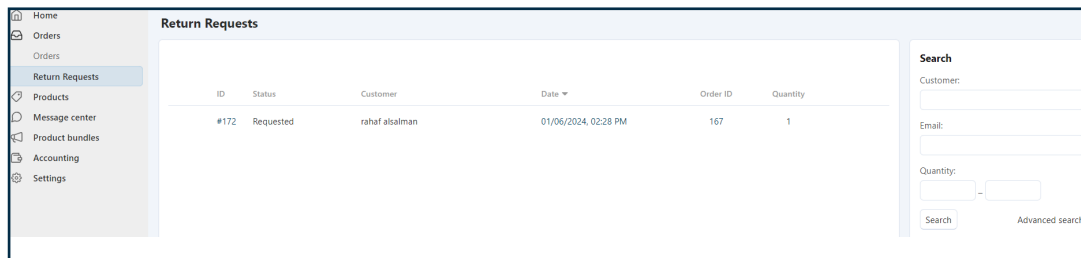 Home
Orders
Orders
Return Requests
Products
Message center
Product bundles
Accounting
Settings
Return Requests
ID Status Customer Date Order ID Quantity
#172 Requested rahaf alsalman 01/06/2024, 02:28 PM 167 1
Search
Customer:
Email:
Quantity:
–
Search Advanced search